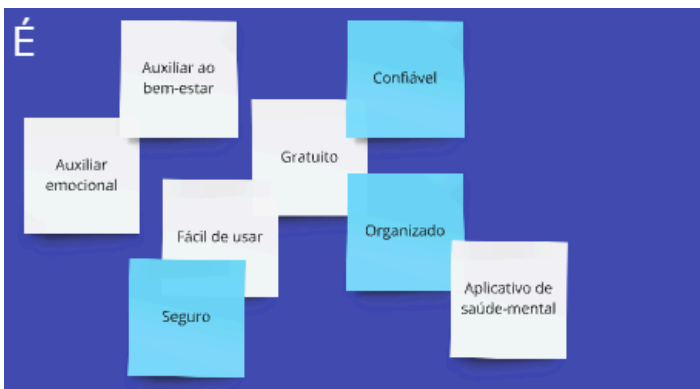 É
Auxiliar ao
bem-estar
Confiável
Auxiliar
emocional
Gratuito
Fácil de usar
Organizado
Seguro
Aplicativo de
saúde-mental